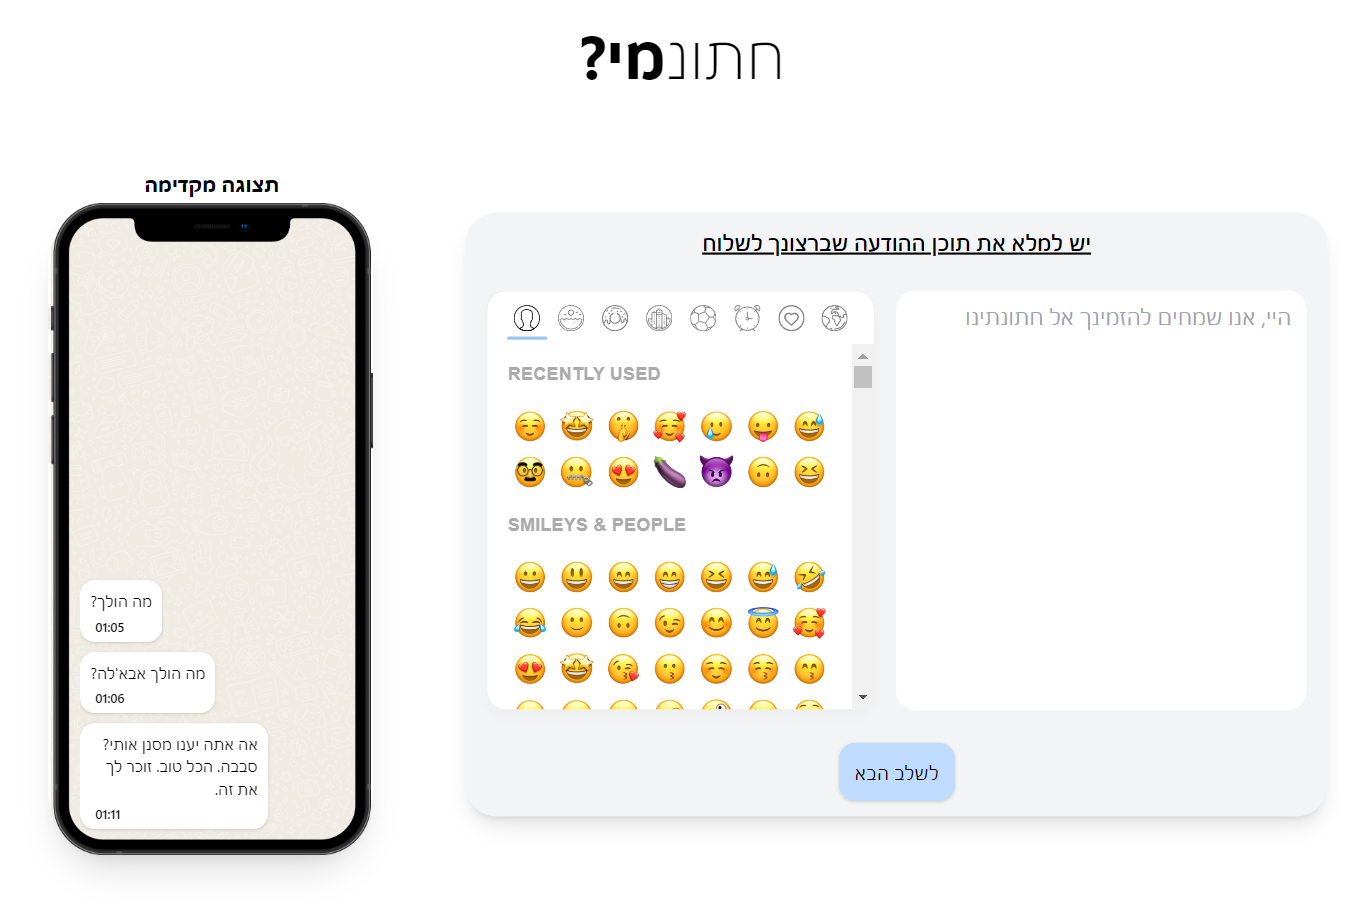 חתונמי?
תצוגה מקדימה
מה הולך?
01:05
מה הולך אבא'לה?
01:06
אה אתה יענו מסנן אותי?
סבבה. הכל טוב. זוכר לך
את זה.
01:11
יש למלא את תוכן ההודעה שברצונך לשלוח
היי, אנו שמחים להזמינך אל חתונתינו
RECENTLY USED
SMILEYS & PEOPLE
לשלב הבא